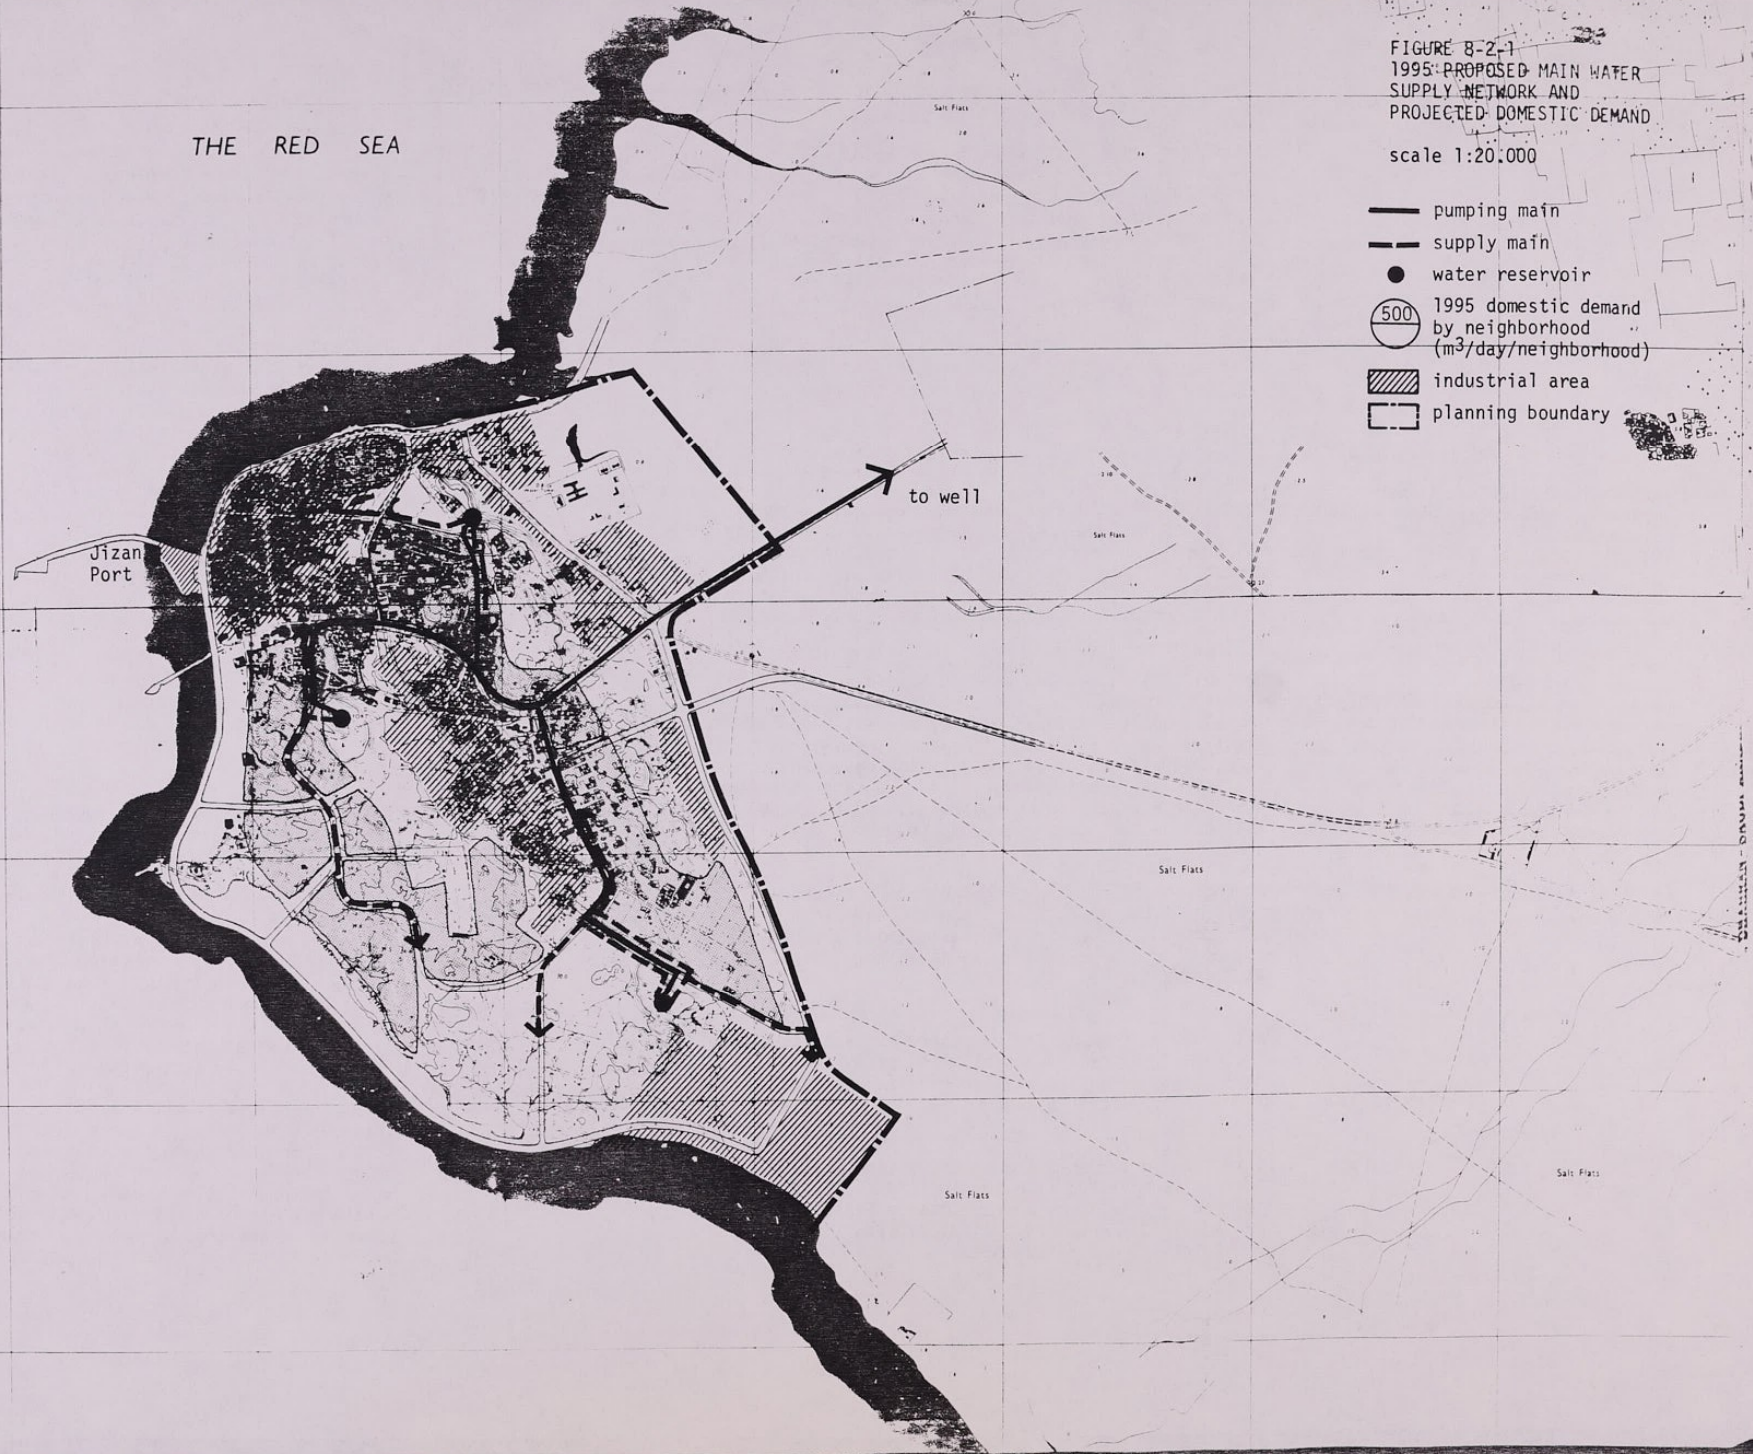 FIGURE 8-2-1
1995 PROPOSED MAIN WATER
SUPPLY NETWORK AND
PROJECTED DOMESTIC DEMAND
scale 1:20.000
pumping main
supply main
water reservoir
500
1995 domestic demand
by neighborhood
(m³/day/neighborhood)
industrial area
planning boundary
THE RED SEA
Salt Flats
to well
Salt Flats
Jizan
Port
Salt Flats
Salt Flats
Salt Flats